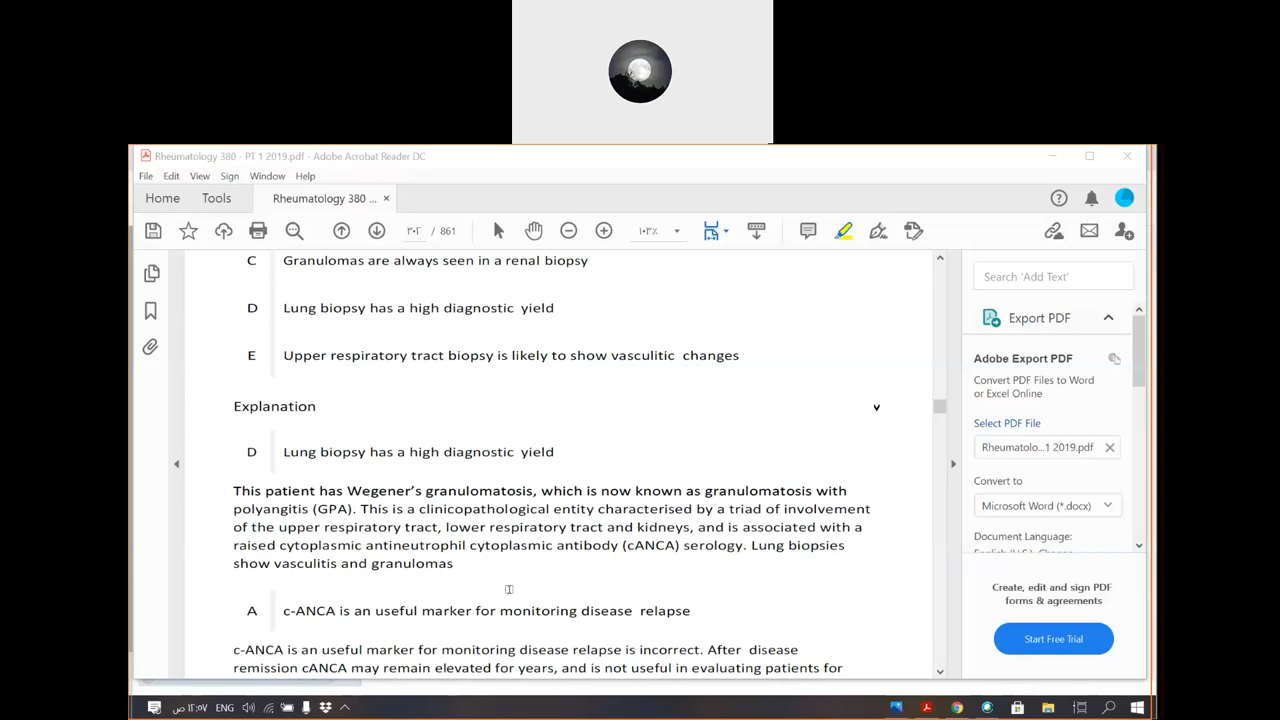 Rheumatology 380 - PT 1 2019.pdf - Adobe Acrobat Reader DC
File Edit View Sign Window Help
Home Tools Rheumatology 380 ... ×
٣٠٢ / 861 ١٠٣٪
C Granulomas are always seen in a renal biopsy
D Lung biopsy has a high diagnostic yield
E Upper respiratory tract biopsy is likely to show vasculitic changes
Explanation
D Lung biopsy has a high diagnostic yield
This patient has Wegener’s granulomatosis, which is now known as granulomatosis with
polyangitis (GPA). This is a clinicopathological entity characterised by a triad of involvement
of the upper respiratory tract, lower respiratory tract and kidneys, and is associated with a
raised cytoplasmic antineutrophil cytoplasmic antibody (cANCA) serology. Lung biopsies
show vasculitis and granulomas
A c-ANCA is an useful marker for monitoring disease relapse
c-ANCA is an useful marker for monitoring disease relapse is incorrect. After disease
remission cANCA may remain elevated for years, and is not useful in evaluating patients for
Search 'Add Text'
Export PDF
Adobe Export PDF
Convert PDF Files to Word
or Excel Online
Select PDF File
Rheumatolo...1 2019.pdf
Convert to
Microsoft Word (*.docx)
Document Language:
Create, edit and sign PDF
forms & agreements
Start Free Trial
١٢:٥٧ ص ENG